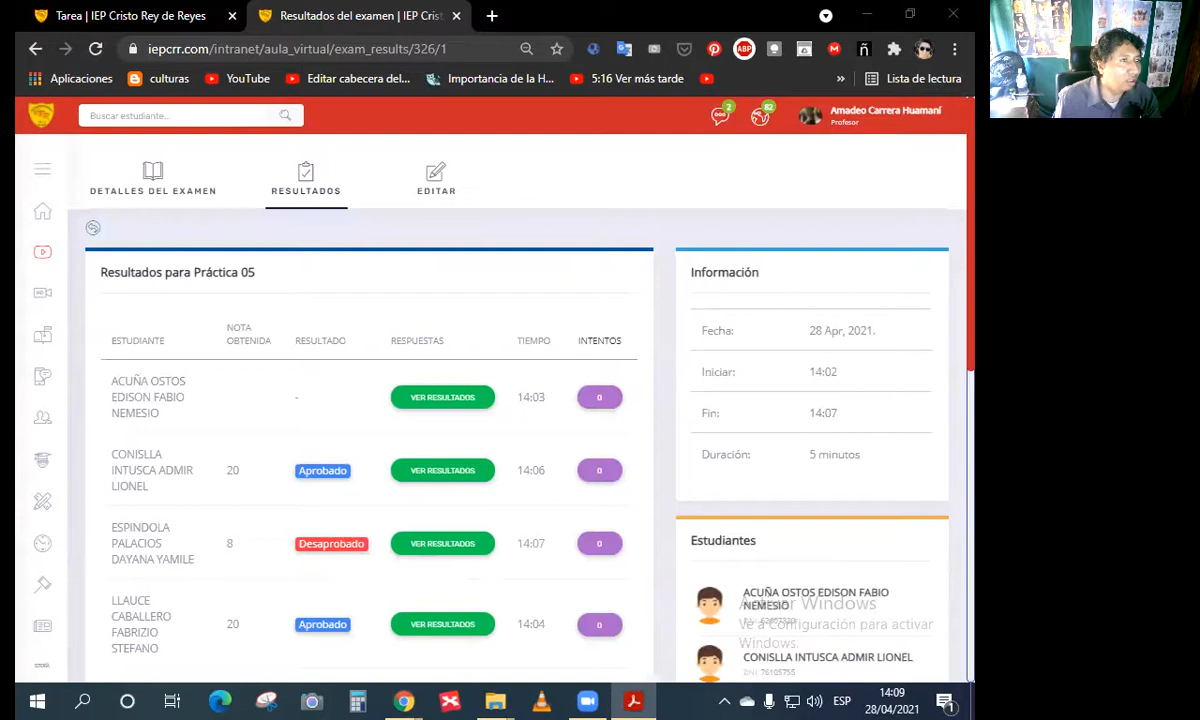 Tarea | IEP Cristo Rey de Reyes
Resultados del examen | IEP Crist
iepcrr.com/intranet/aula_virtual/exam_results/326/1
ABP
M
ñ
Aplicaciones
culturas
YouTube
Editar cabecera del...
Importancia de la H...
5:16 Ver más tarde
»
Lista de lectura
Buscar estudiante...
2
82
Amadeo Carrera Huamaní
Profesor
DETALLES DEL EXAMEN
RESULTADOS
EDITAR
Resultados para Práctica 05
ESTUDIANTE
NOTA
OBTENIDA
RESULTADO
RESPUESTAS
TIEMPO
INTENTOS
ACUÑA OSTOS
EDISON FABIO
NEMESIO
-
VER RESULTADOS
14:03
0
CONISLLA
INTUSCA ADMIR
LIONEL
20
Aprobado
VER RESULTADOS
14:06
0
ESPINDOLA
PALACIOS
DAYANA YAMILE
8
Desaprobado
VER RESULTADOS
14:07
0
LLAUCE
CABALLERO
FABRIZIO
STEFANO
20
Aprobado
VER RESULTADOS
14:04
0
Información
Fecha: 28 Apr, 2021.
Iniciar: 14:02
Fin: 14:07
Duración: 5 minutos
Estudiantes
ACUÑA OSTOS EDISON FABIO
NEMESIO
CONISLLA INTUSCA ADMIR LIONEL
DNI: 76105755
Activar Windows
Ve a Configuración para activar
Windows.
ESP
14:09
28/04/2021
1